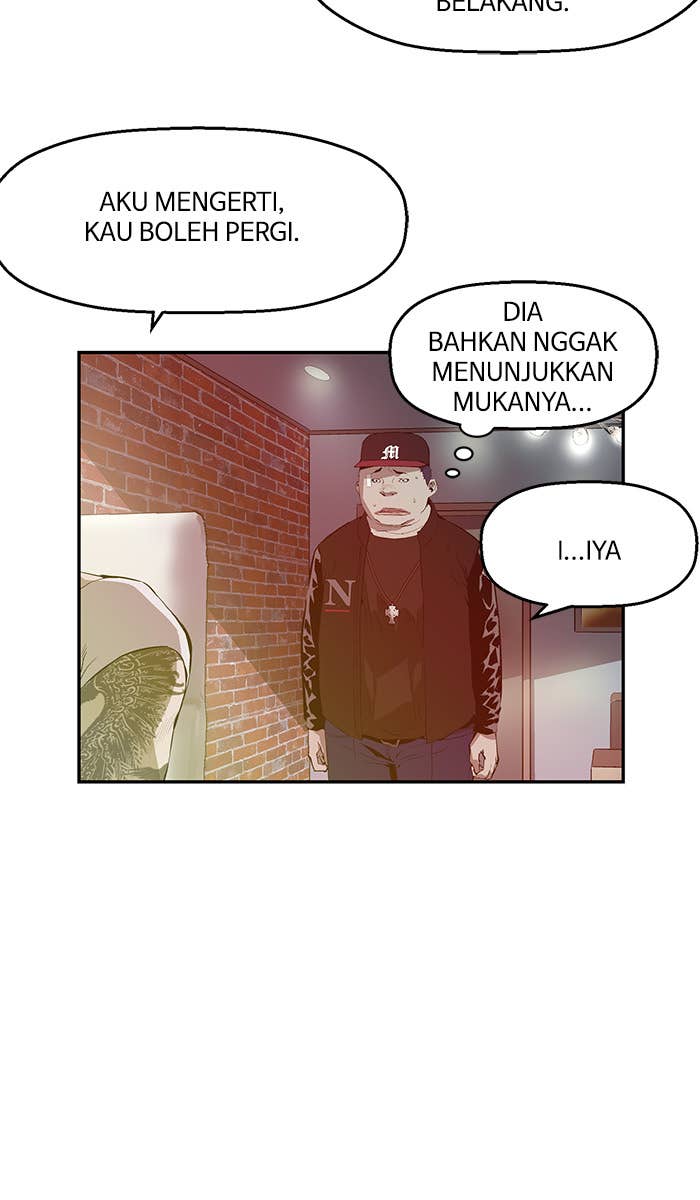 BELAKANG.
AKU MENGERTI,
KAU BOLEH PERGI.
DIA
BAHKAN NGGAK
MENUNJUKKAN
MUKANYA...
M
I...IYA
N